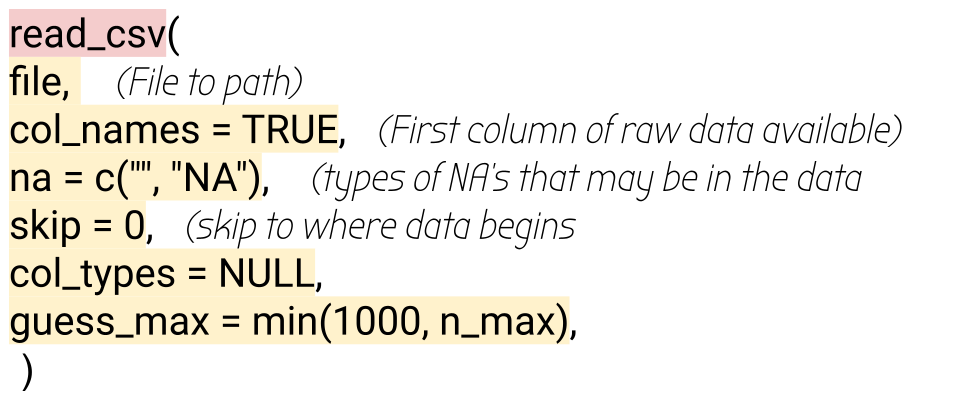 read_csv(
file, (File to path)
col_names = TRUE, (First column of raw data available)
na = c("", "NA"), (types of NA's that may be in the data
skip = 0, (skip to where data begins
col_types = NULL,
guess_max = min(1000, n_max),
)